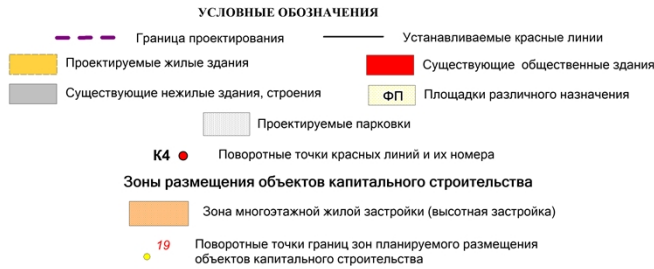 УСЛОВНЫЕ ОБОЗНАЧЕНИЯ
Граница проектирования
Устанавливаемые красные линии
Проектируемые жилые здания
Существующие общественные здания
Существующие нежилые здания, строения
ФП Площадки различного назначения
Проектируемые парковки
К4 Поворотные точки красных линий и их номера
Зоны размещения объектов капитального строительства
Зона многоэтажной жилой застройки (высотная застройка)
19 Поворотные точки границ зон планируемого размещения
объектов капитального строительства